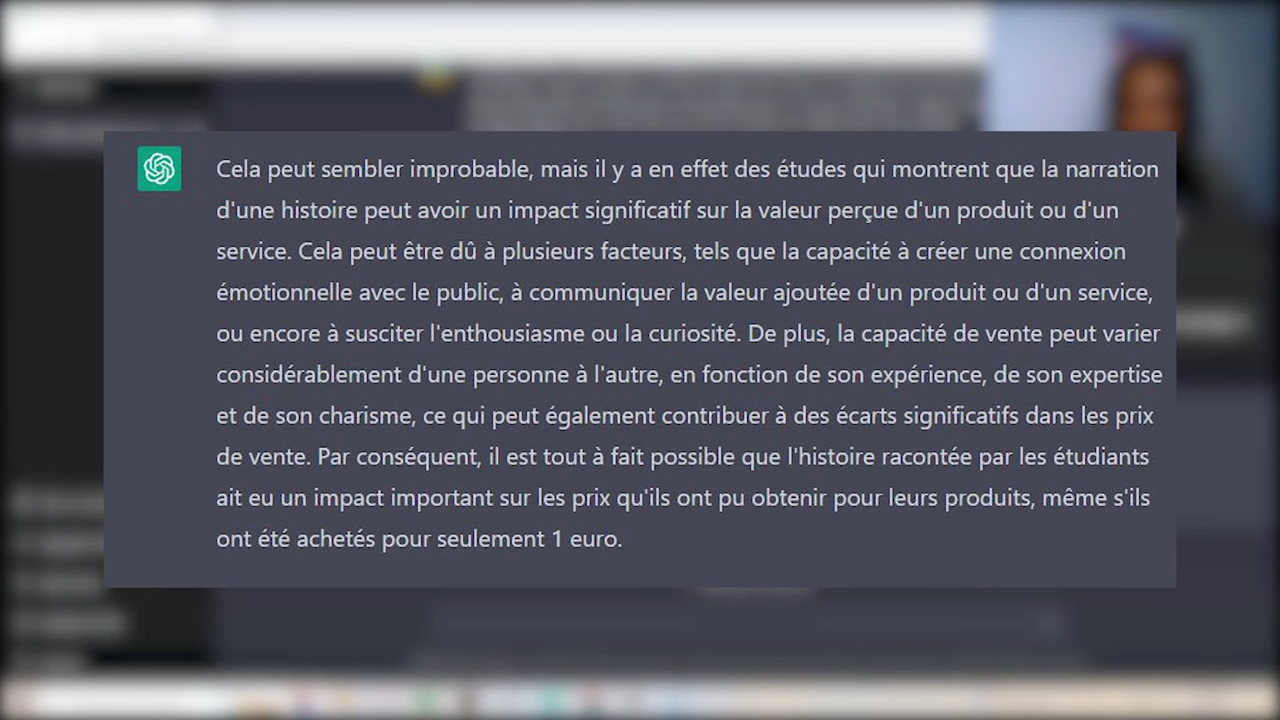 Cela peut sembler improbable, mais il y a en effet des études qui montrent que la narration
d'une histoire peut avoir un impact significatif sur la valeur perçue d'un produit ou d'un
service. Cela peut être dû à plusieurs facteurs, tels que la capacité à créer une connexion
émotionnelle avec le public, à communiquer la valeur ajoutée d'un produit ou d'un service,
ou encore à susciter l'enthousiasme ou la curiosité. De plus, la capacité de vente peut varier
considérablement d'une personne à l'autre, en fonction de son expérience, de son expertise
et de son charisme, ce qui peut également contribuer à des écarts significatifs dans les prix
de vente. Par conséquent, il est tout à fait possible que l'histoire racontée par les étudiants
ait eu un impact important sur les prix qu'ils ont pu obtenir pour leurs produits, même s'ils
ont été achetés pour seulement 1 euro.